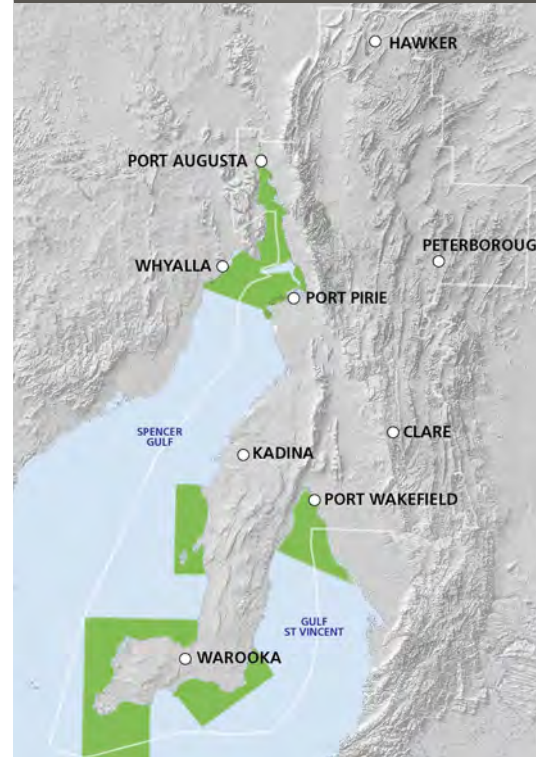 HAWKER
PORT AUGUSTA
PETERBOROUG
WHYALLA
PORT PIRIE
SPENCER
GULF
CLARE
KADINA
PORT WAKEFIELD
GULF
ST VINCENT
WAROOKA